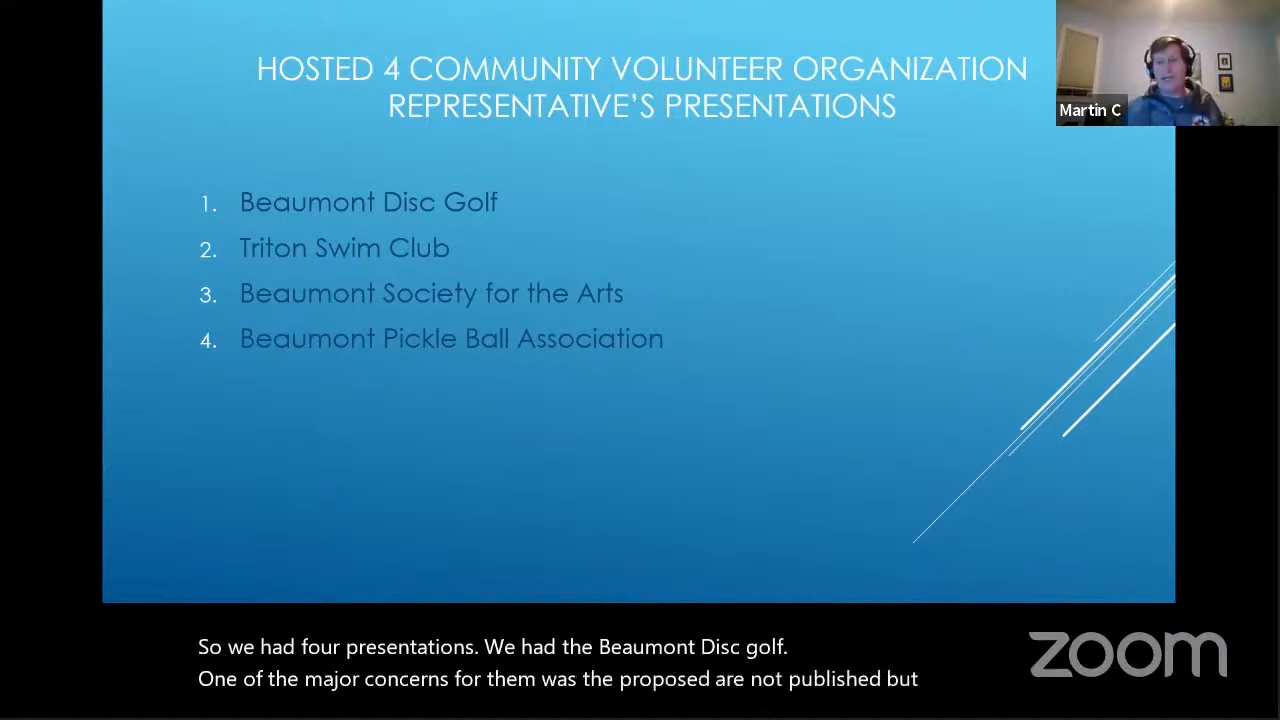 HOSTED 4 COMMUNITY VOLUNTEER ORGANIZATION
REPRESENTATIVE'S PRESENTATIONS
Martin C
1. Beaumont Disc Golf
2. Triton Swim Club
3. Beaumont Society for the Arts
4. Beaumont Pickle Ball Association
So we had four presentations. We had the Beaumont Disc golf.
One of the major concerns for them was the proposed are not published but
zoom